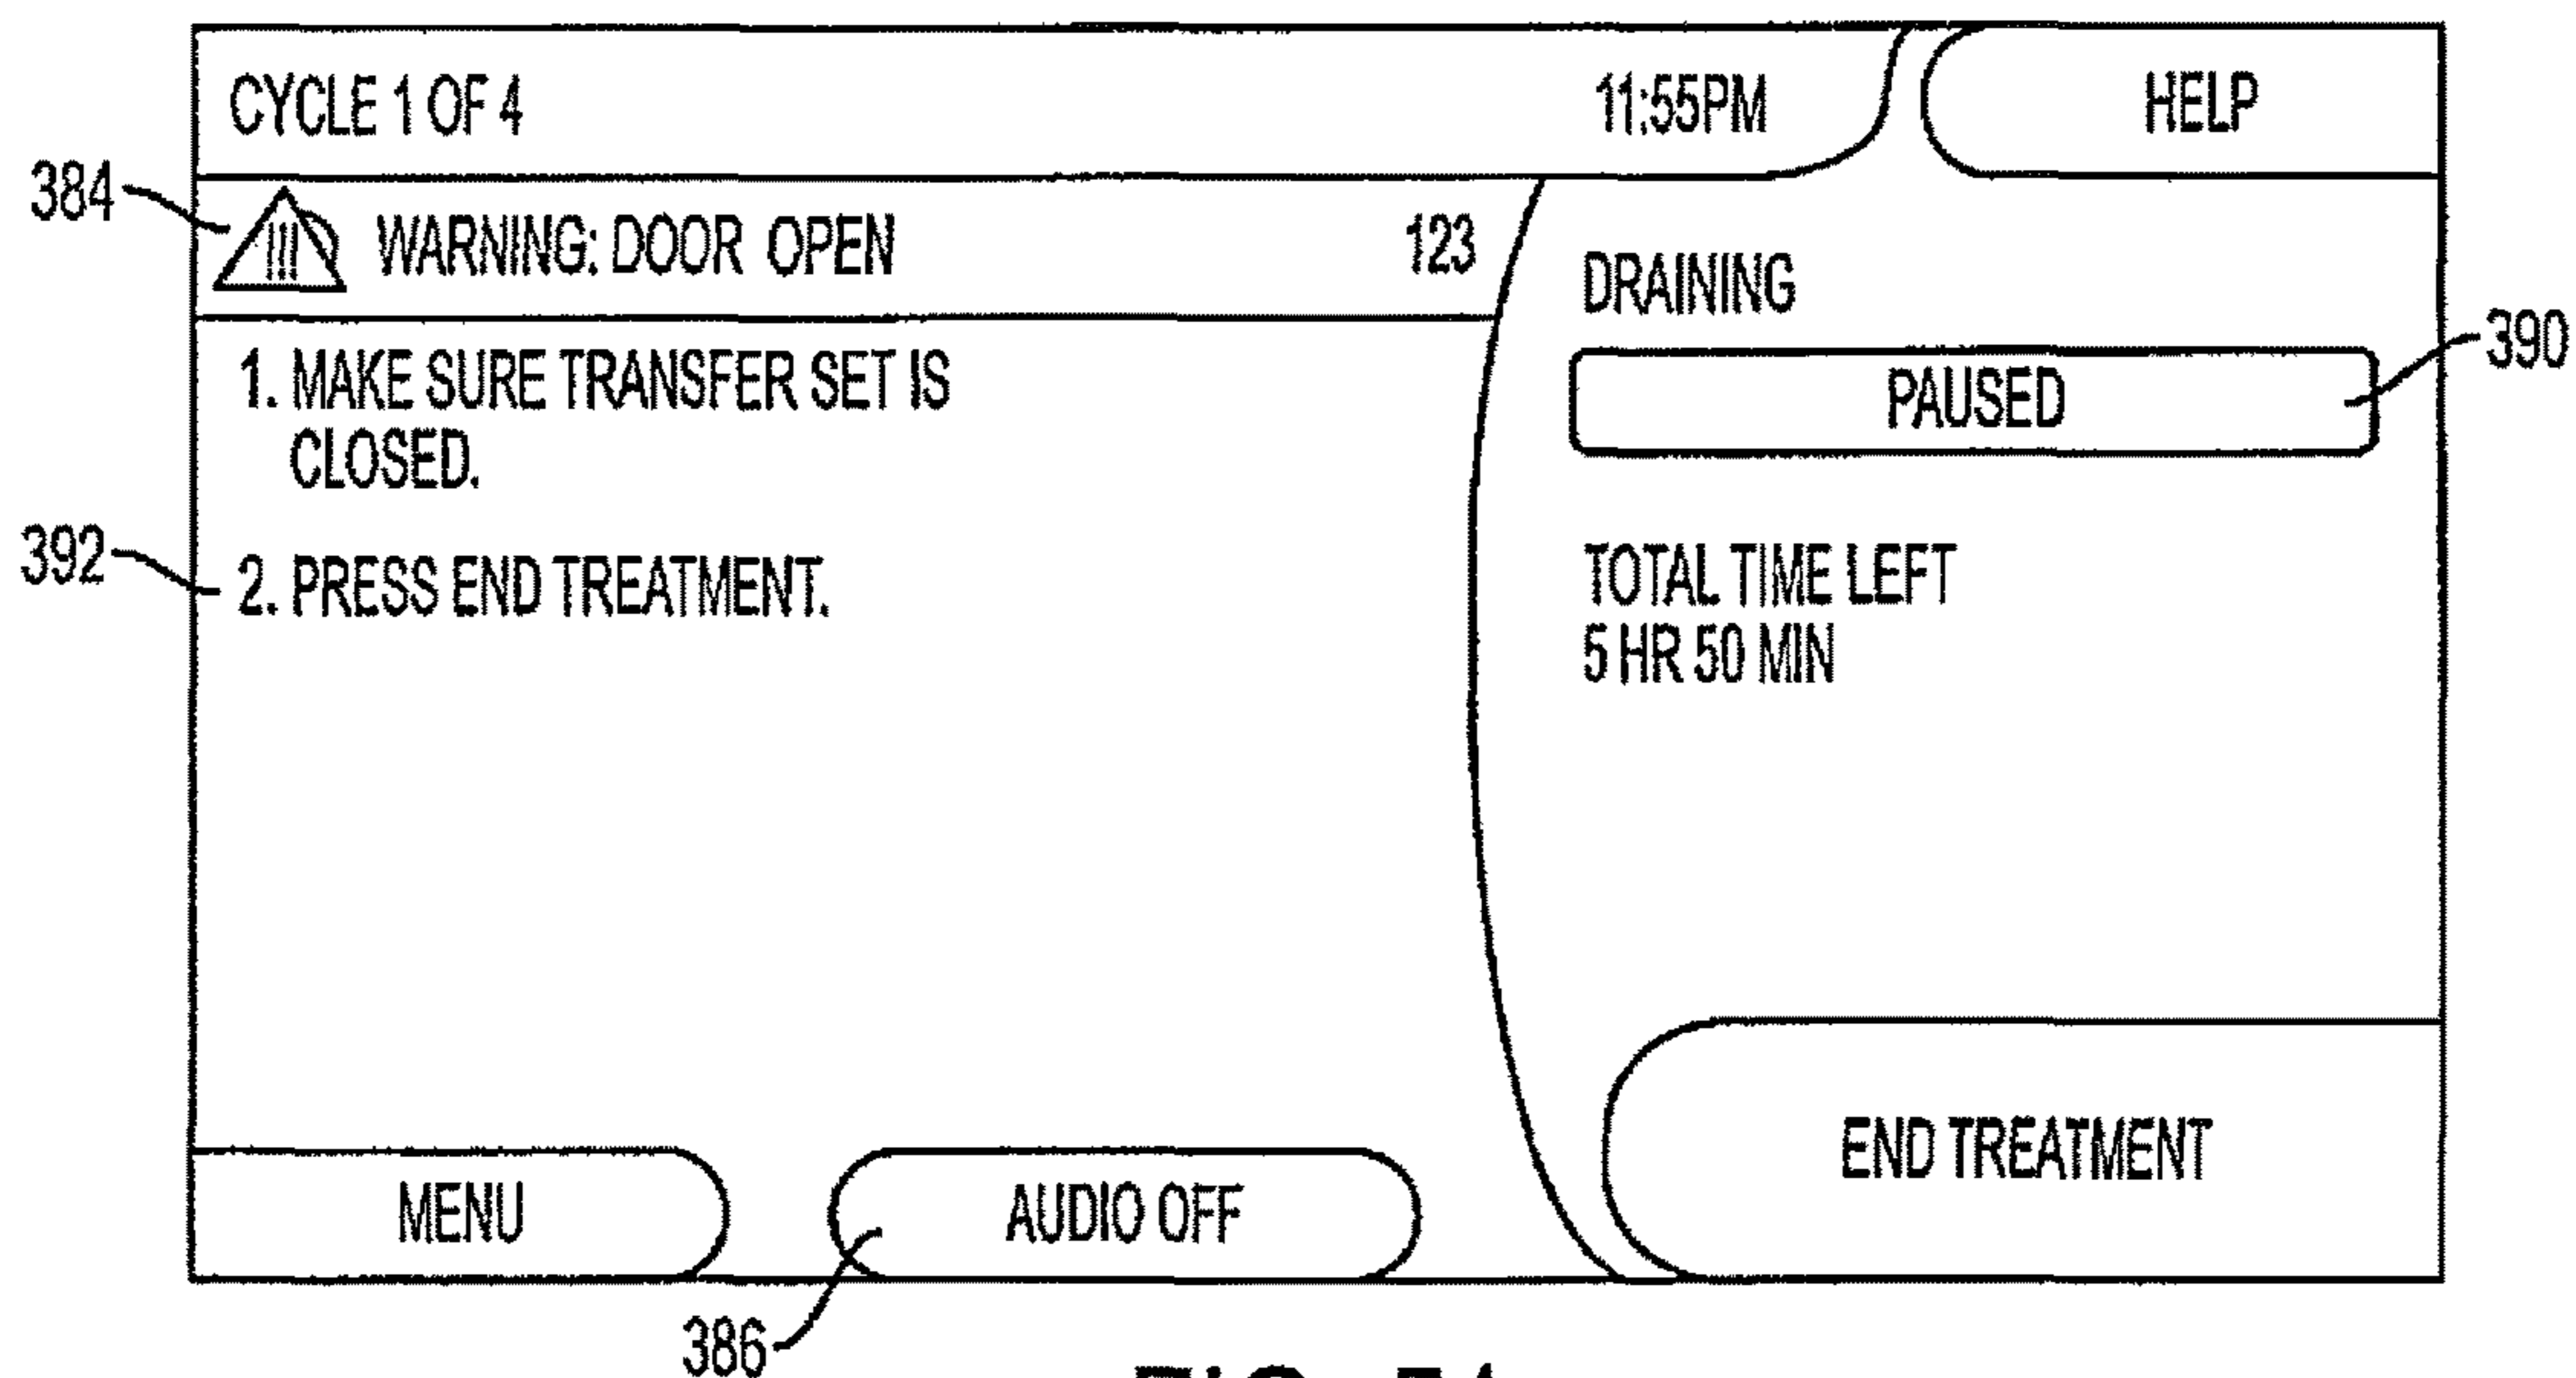 CYCLE 1 OF 4
11:55PM
HELP
384
!!!
WARNING: DOOR OPEN
123
DRAINING
PAUSED
390
1. MAKE SURE TRANSFER SET IS
CLOSED.
392
2. PRESS END TREATMENT.
TOTAL TIME LEFT
5 HR 50 MIN
MENU
AUDIO OFF
END TREATMENT
386